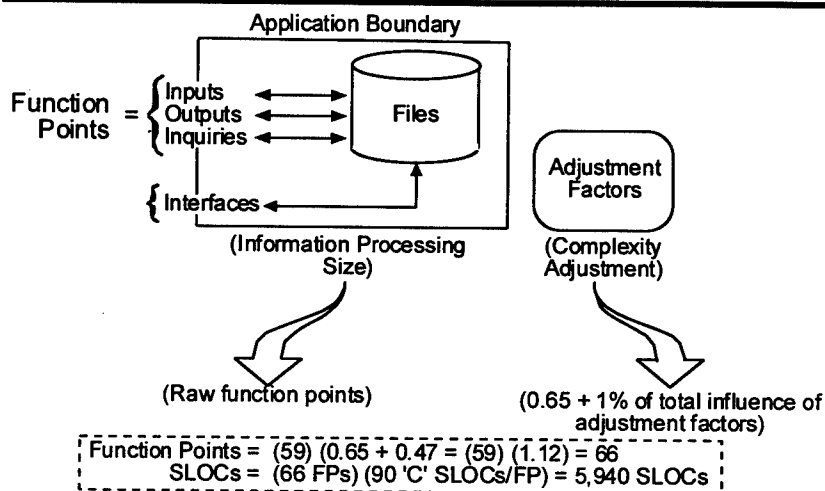 Application Boundary
Function
Points
=
Inputs
Outputs
Inquiries
Interfaces
Files
Adjustment
Factors
(Information Processing
Size)
(Complexity
Adjustment)
(Raw function points)
(0.65 + 1% of total influence of
adjustment factors)
Function Points = (59) (0.65 + 0.47 = (59) (1.12) = 66
SLOCs = (66 FPs) (90 'C' SLOCs/FP) = 5,940 SLOCs